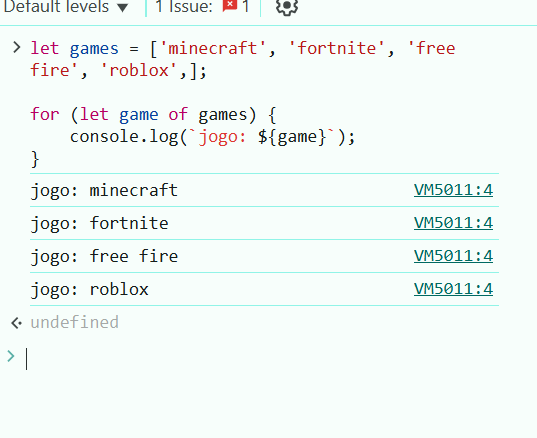 Default levels ▼ 1 Issue: 1
> let games = ['minecraft', 'fortnite', 'free
fire', 'roblox',];
for (let game of games) {
    console.log(`jogo: ${game}`);
}
jogo: minecraft VM5011:4
jogo: fortnite VM5011:4
jogo: free fire VM5011:4
jogo: roblox VM5011:4
undefined
>